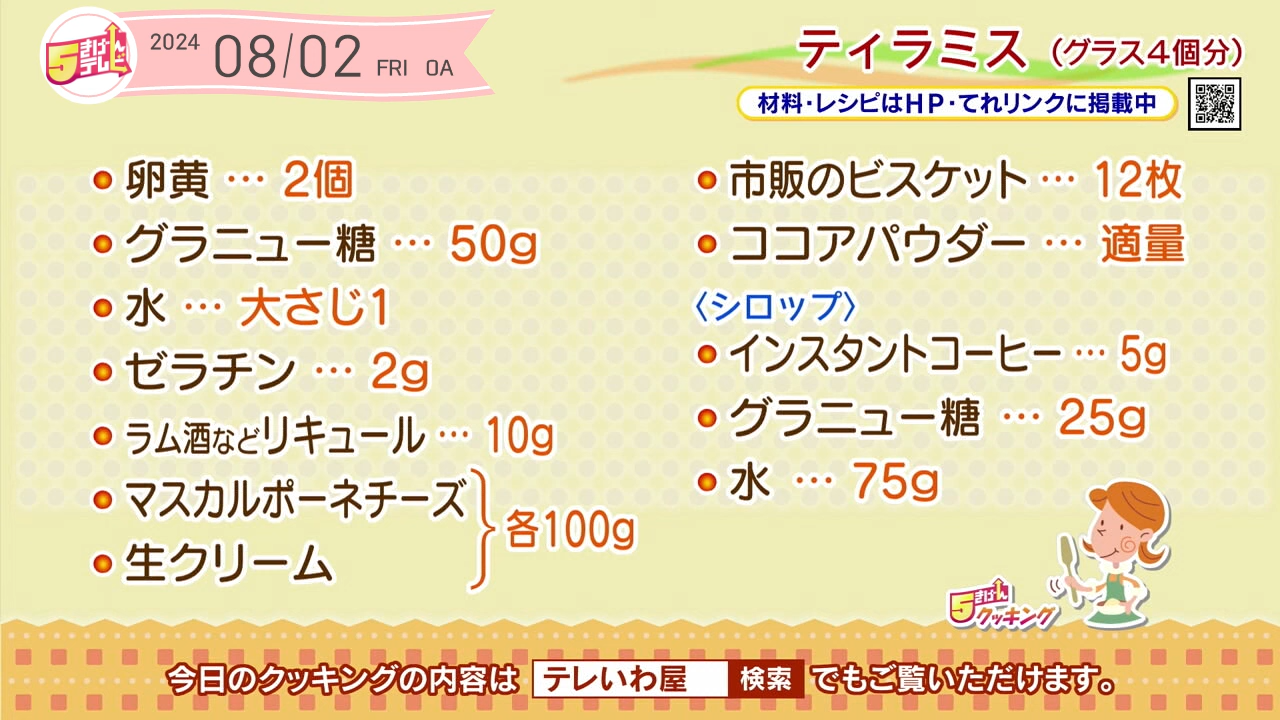 5きげんテレビ
2024 08/02 FRI OA
ティラミス（グラス4個分）
材料・レシピはHP・てれリンクに掲載中
卵黄 … 2個
グラニュー糖 … 50g
水 … 大さじ1
ゼラチン … 2g
ラム酒などリキュール … 10g
マスカルポーネチーズ
生クリーム
各100g
市販のビスケット … 12枚
ココアパウダー … 適量
〈シロップ〉
インスタントコーヒー … 5g
グラニュー糖 … 25g
水 … 75g
5きげん
クッキング
今日のクッキングの内容は テレいわ屋 検索 でもご覧いただけます。